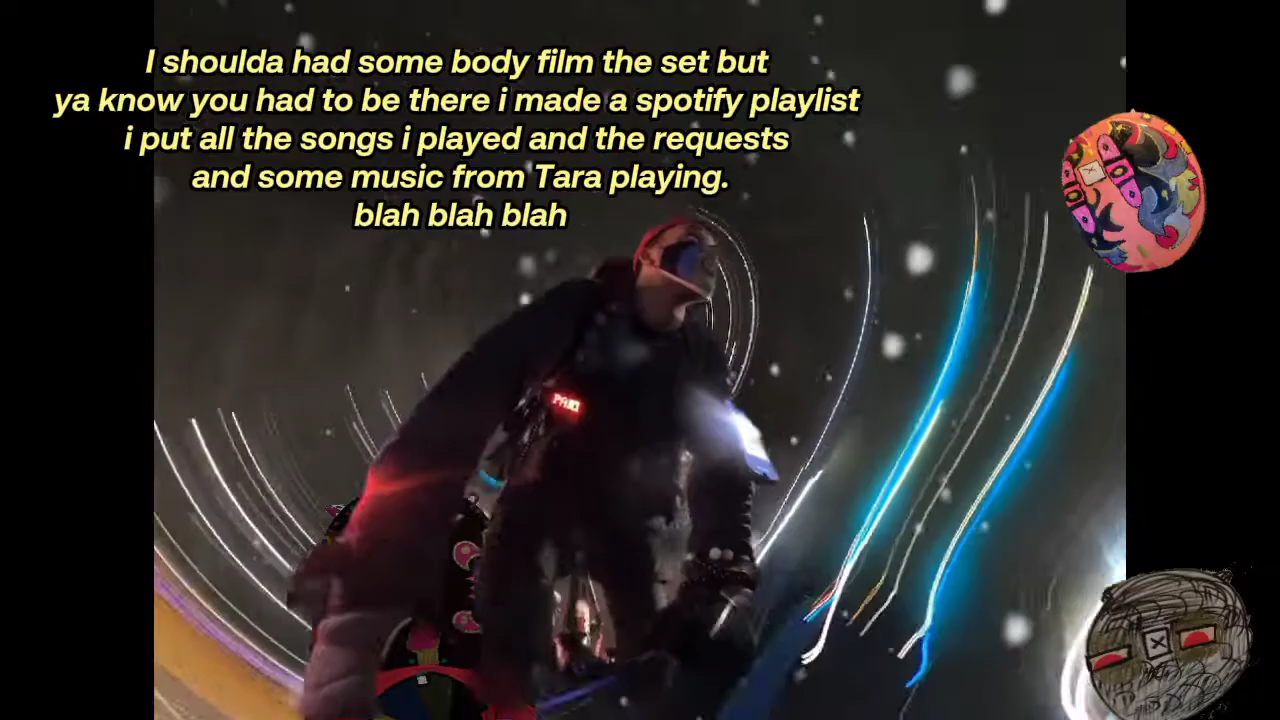 I shoulda had some body film the set but
ya know you had to be there i made a spotify playlist
i put all the songs i played and the requests
and some music from Tara playing.
blah blah blah